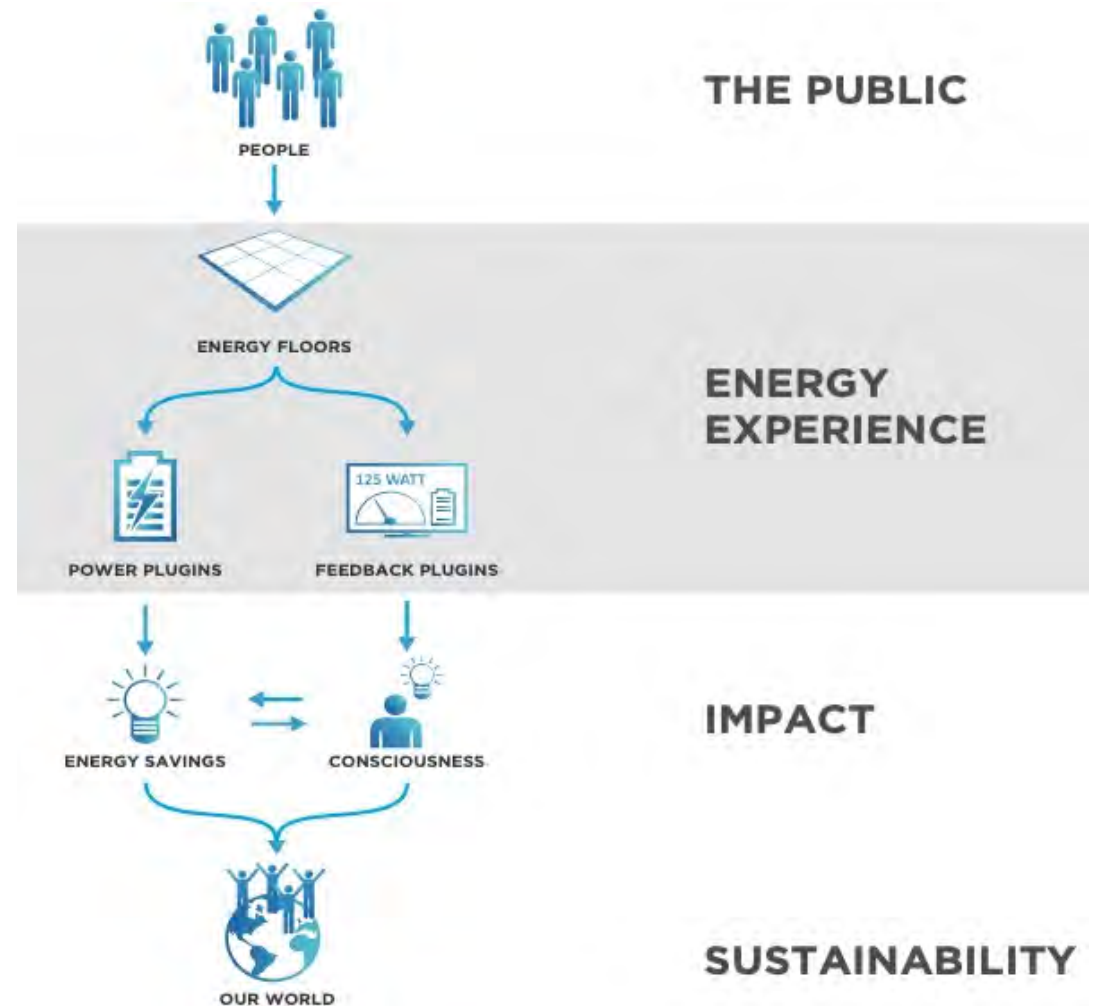 THE PUBLIC
PEOPLE
ENERGY FLOORS
ENERGY
EXPERIENCE
125 WATT
POWER PLUGINS
FEEDBACK PLUGINS
IMPACT
ENERGY SAVINGS
CONSCIOUSNESS
SUSTAINABILITY
OUR WORLD